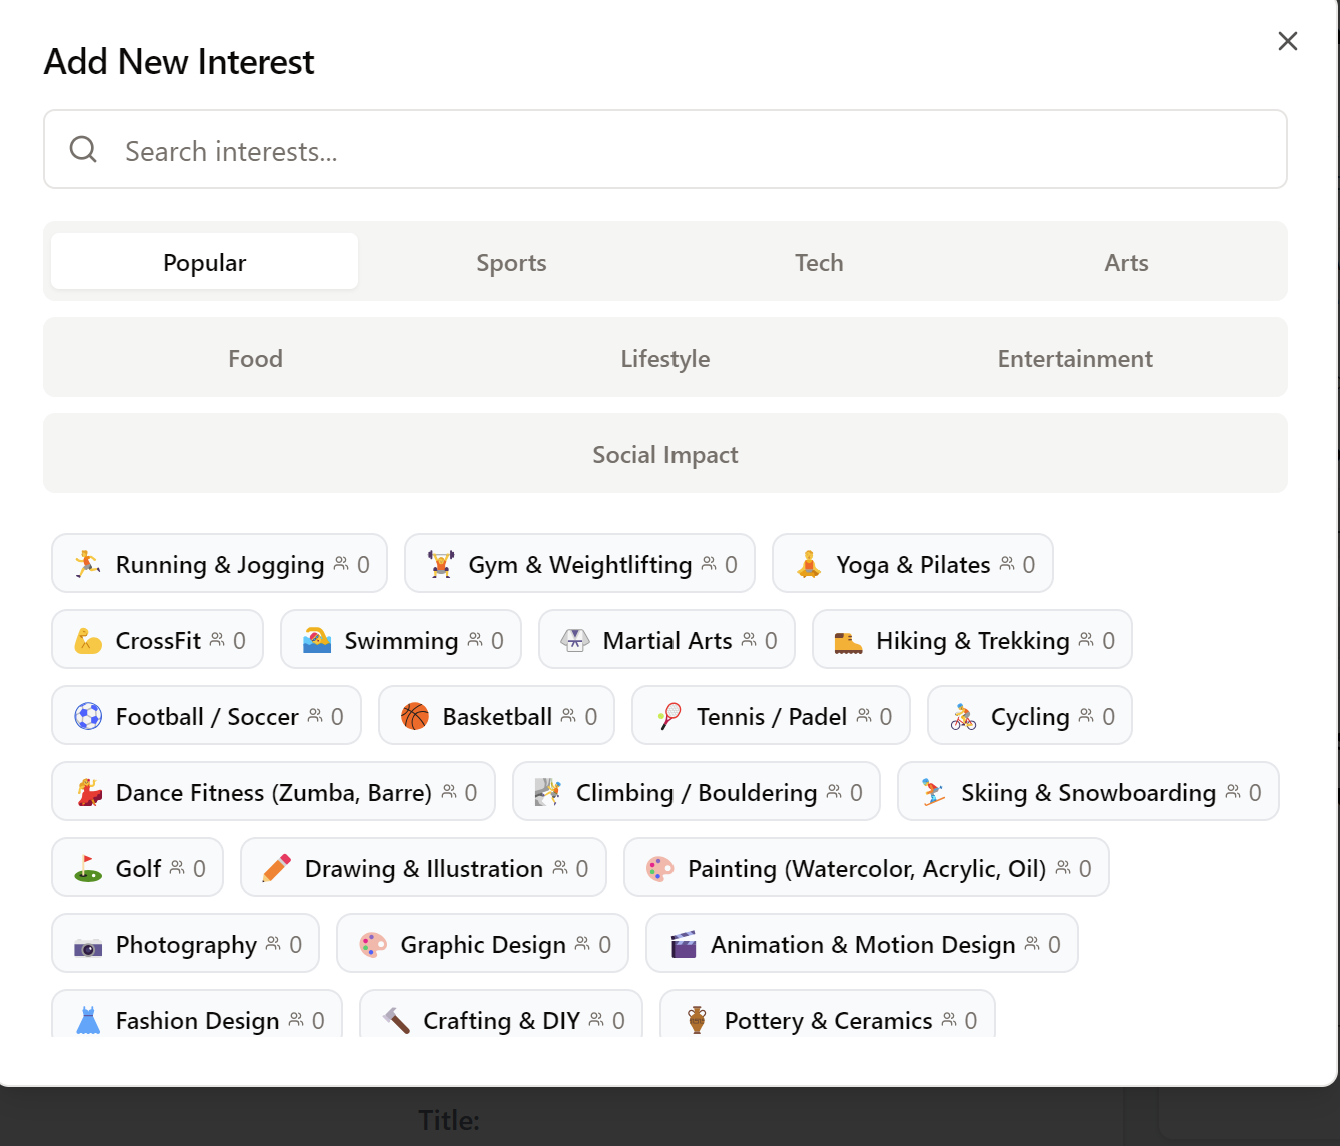 Add New Interest
Search interests...
Popular Sports Tech Arts
Food Lifestyle Entertainment
Social Impact
Running & Jogging 0 Gym & Weightlifting 0 Yoga & Pilates 0
CrossFit 0 Swimming 0 Martial Arts 0 Hiking & Trekking 0
Football / Soccer 0 Basketball 0 Tennis / Padel 0 Cycling 0
Dance Fitness (Zumba, Barre) 0 Climbing / Bouldering 0 Skiing & Snowboarding 0
Golf 0 Drawing & Illustration 0 Painting (Watercolor, Acrylic, Oil) 0
Photography 0 Graphic Design 0 Animation & Motion Design 0
Fashion Design 0 Crafting & DIY 0 Pottery & Ceramics 0
Title: